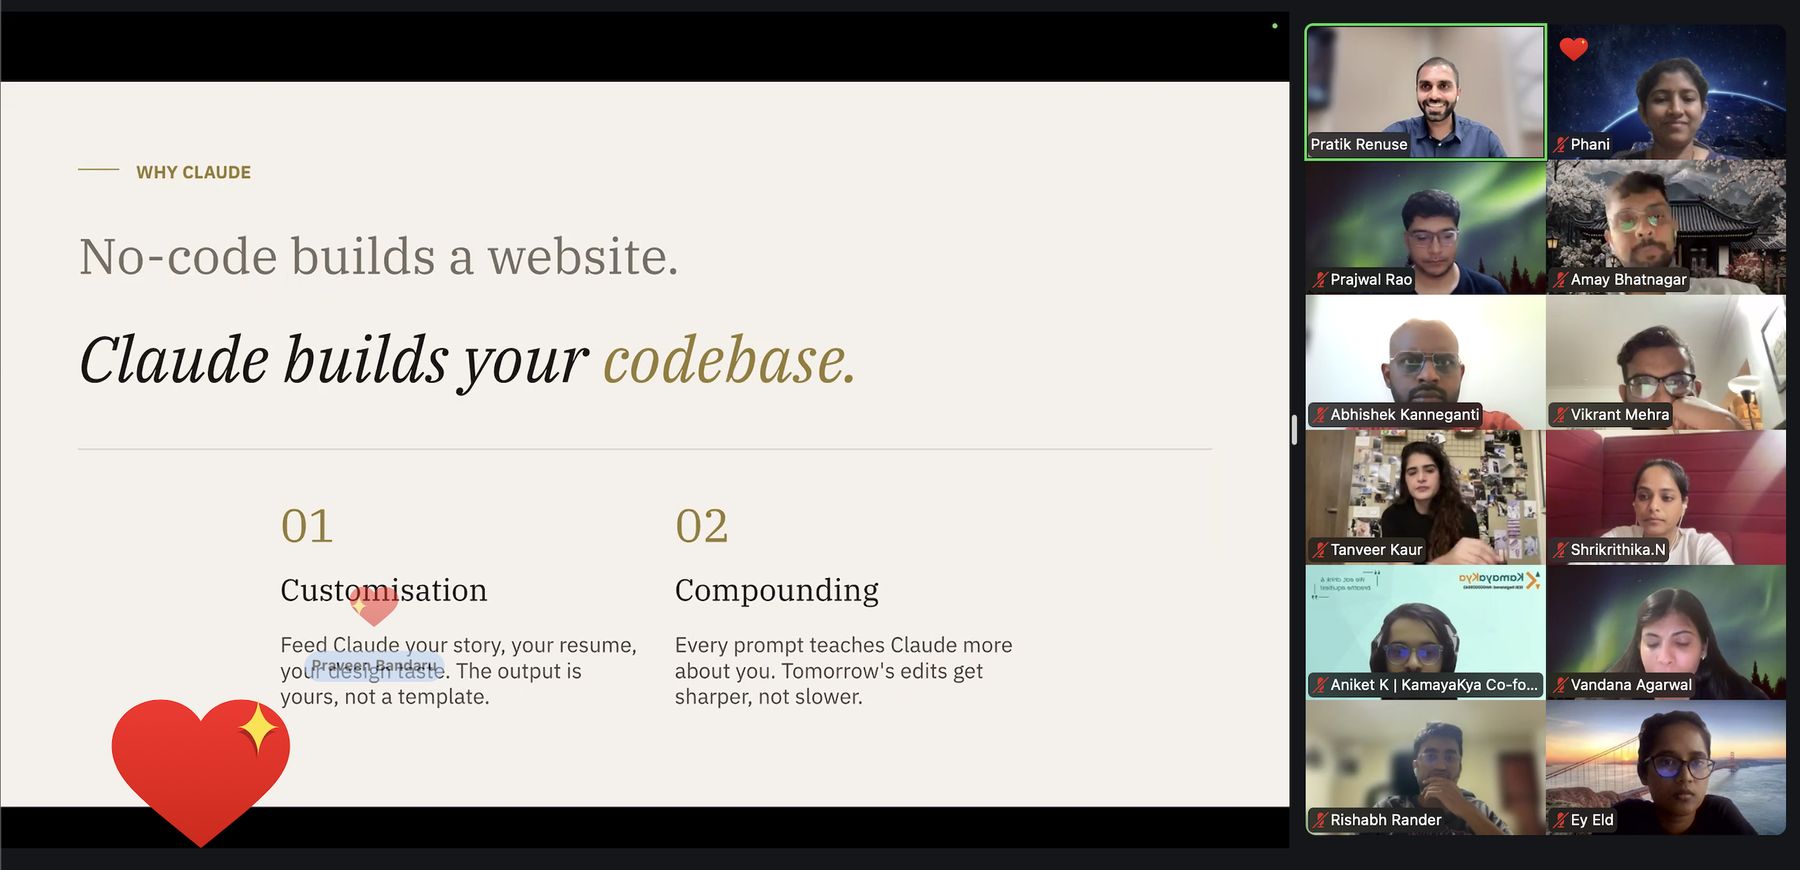 WHY CLAUDE
No-code builds a website.
Claude builds your codebase.
01
Customisation
Feed Claude your story, your resume,
your design taste. The output is
yours, not a template.
Praveen Bandaru
02
Compounding
Every prompt teaches Claude more
about you. Tomorrow's edits get
sharper, not slower.
Pratik Renuse
Phani
Prajwal Rao
Amay Bhatnagar
Abhishek Kanneganti
Vikrant Mehra
Tanveer Kaur
Shrikrithika.N
KamayaKya
Aniket K | KamayaKya Co-fo...
Vandana Agarwal
Rishabh Rander
Ey Eld